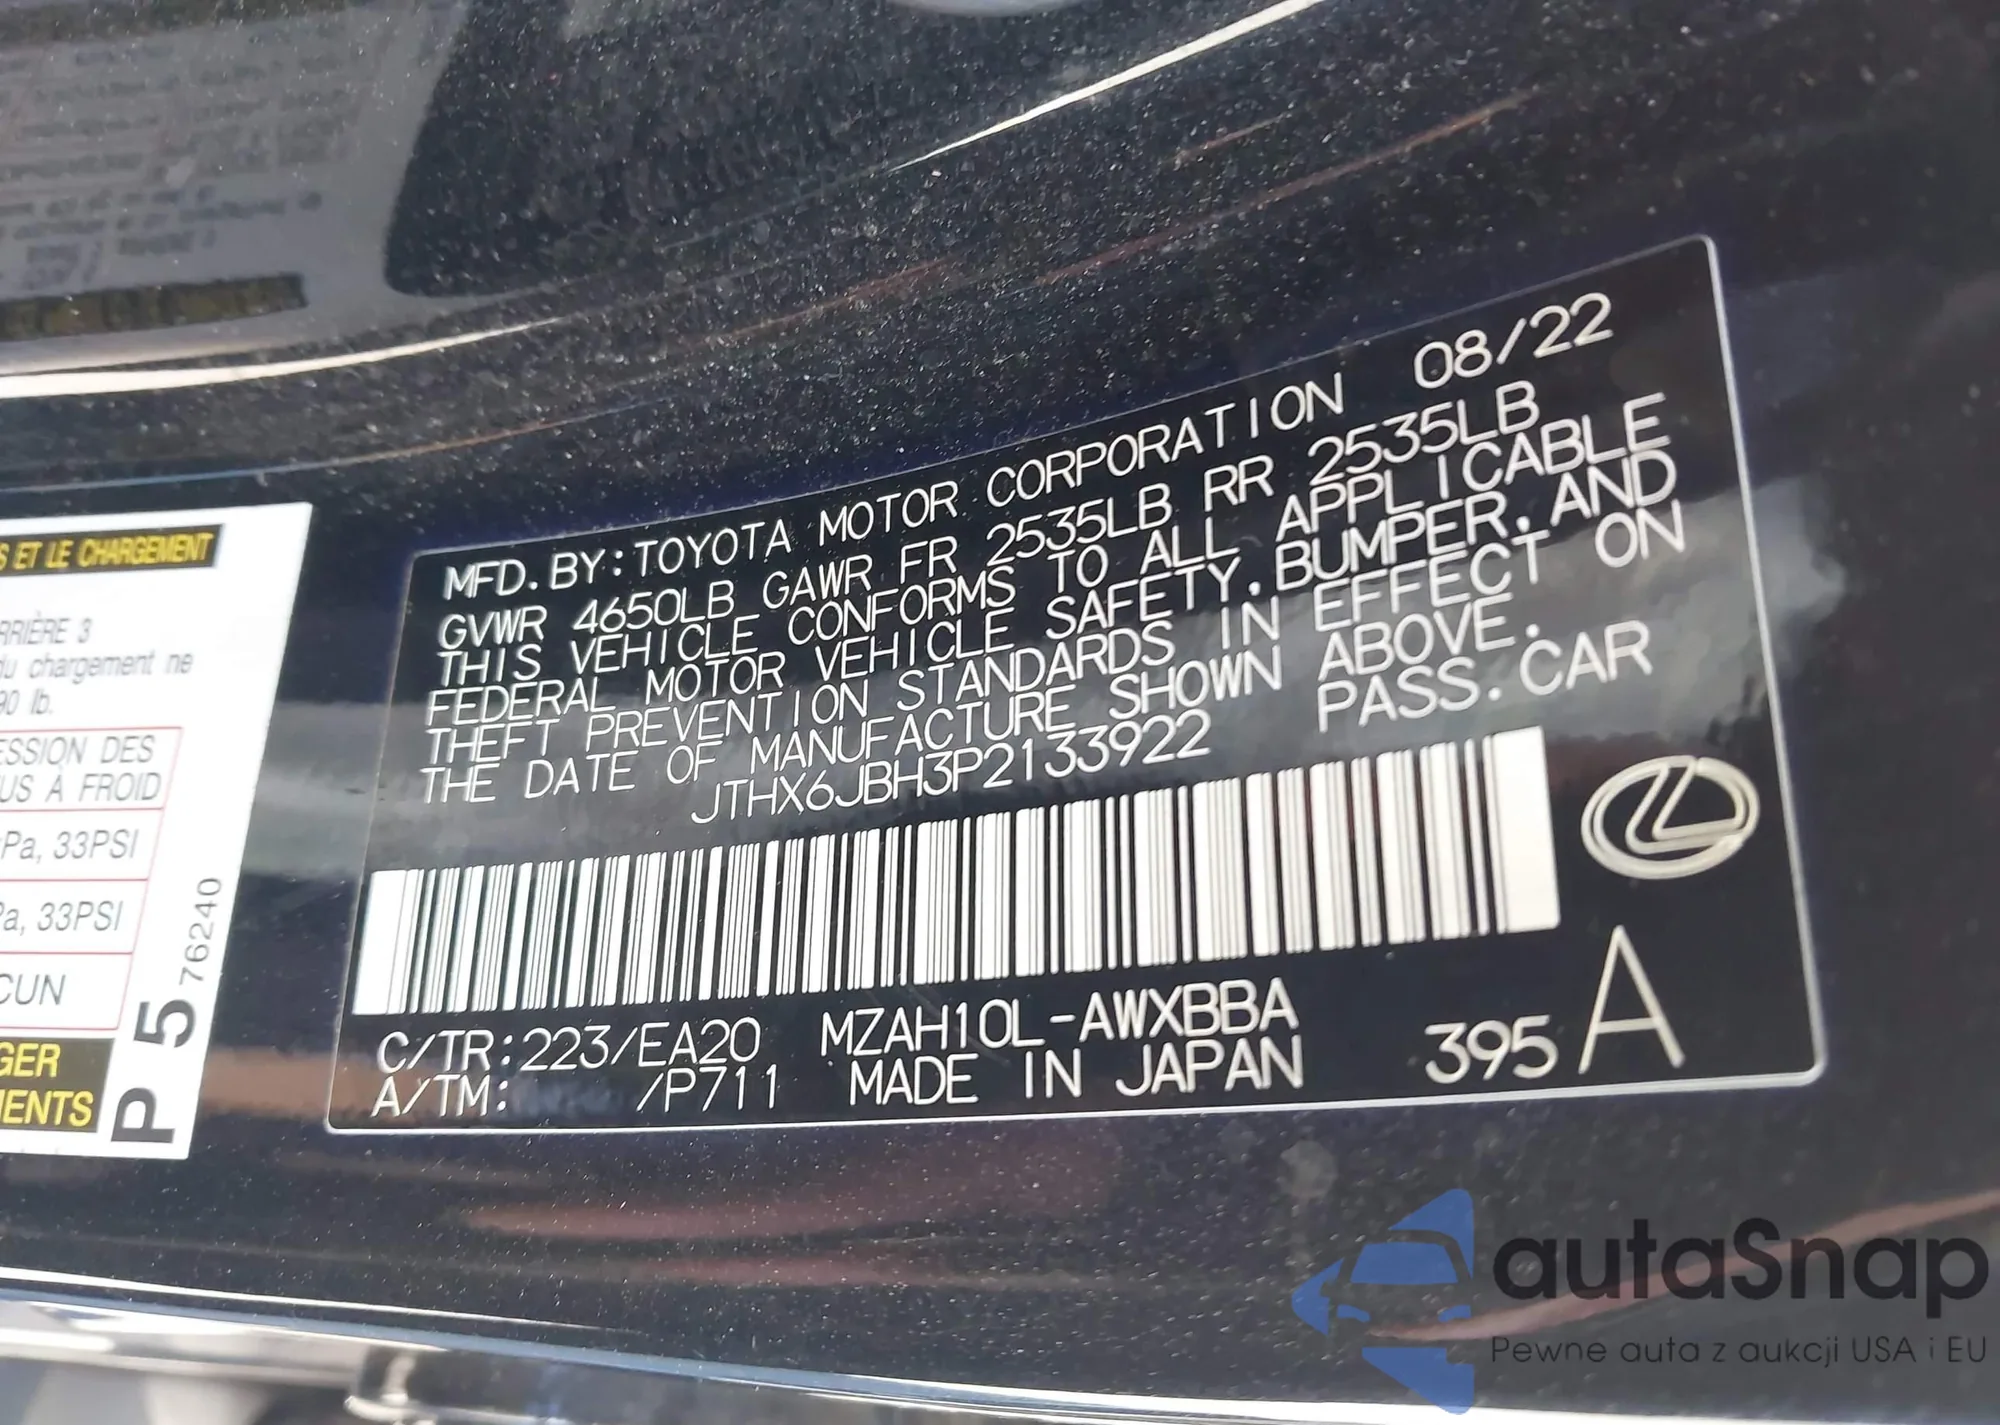 S ET LE CHARGEMENT
RRIÈRE 3
du chargement ne
90 lb.
ESSION DES
US À FROID
Pa, 33PSI
Pa, 33PSI
CUN
GER
MENTS
P 5 76240
MFD. BY: TOYOTA MOTOR CORPORATION 08/22
GVWR 4650LB GAWR FR 2535LB RR 2535LB
THIS VEHICLE CONFORMS TO ALL APPLICABLE
FEDERAL MOTOR VEHICLE SAFETY, BUMPER, AND
THEFT PREVENTION STANDARDS IN EFFECT ON
THE DATE OF MANUFACTURE SHOWN ABOVE.
JTHX6JBH3P2133922 PASS. CAR
C/TR: 223/EA20 MZAH10L-AWXBBA
A/TM: /P711 MADE IN JAPAN 395 A
autaSnap
Pewne auta z aukcji USA i EU